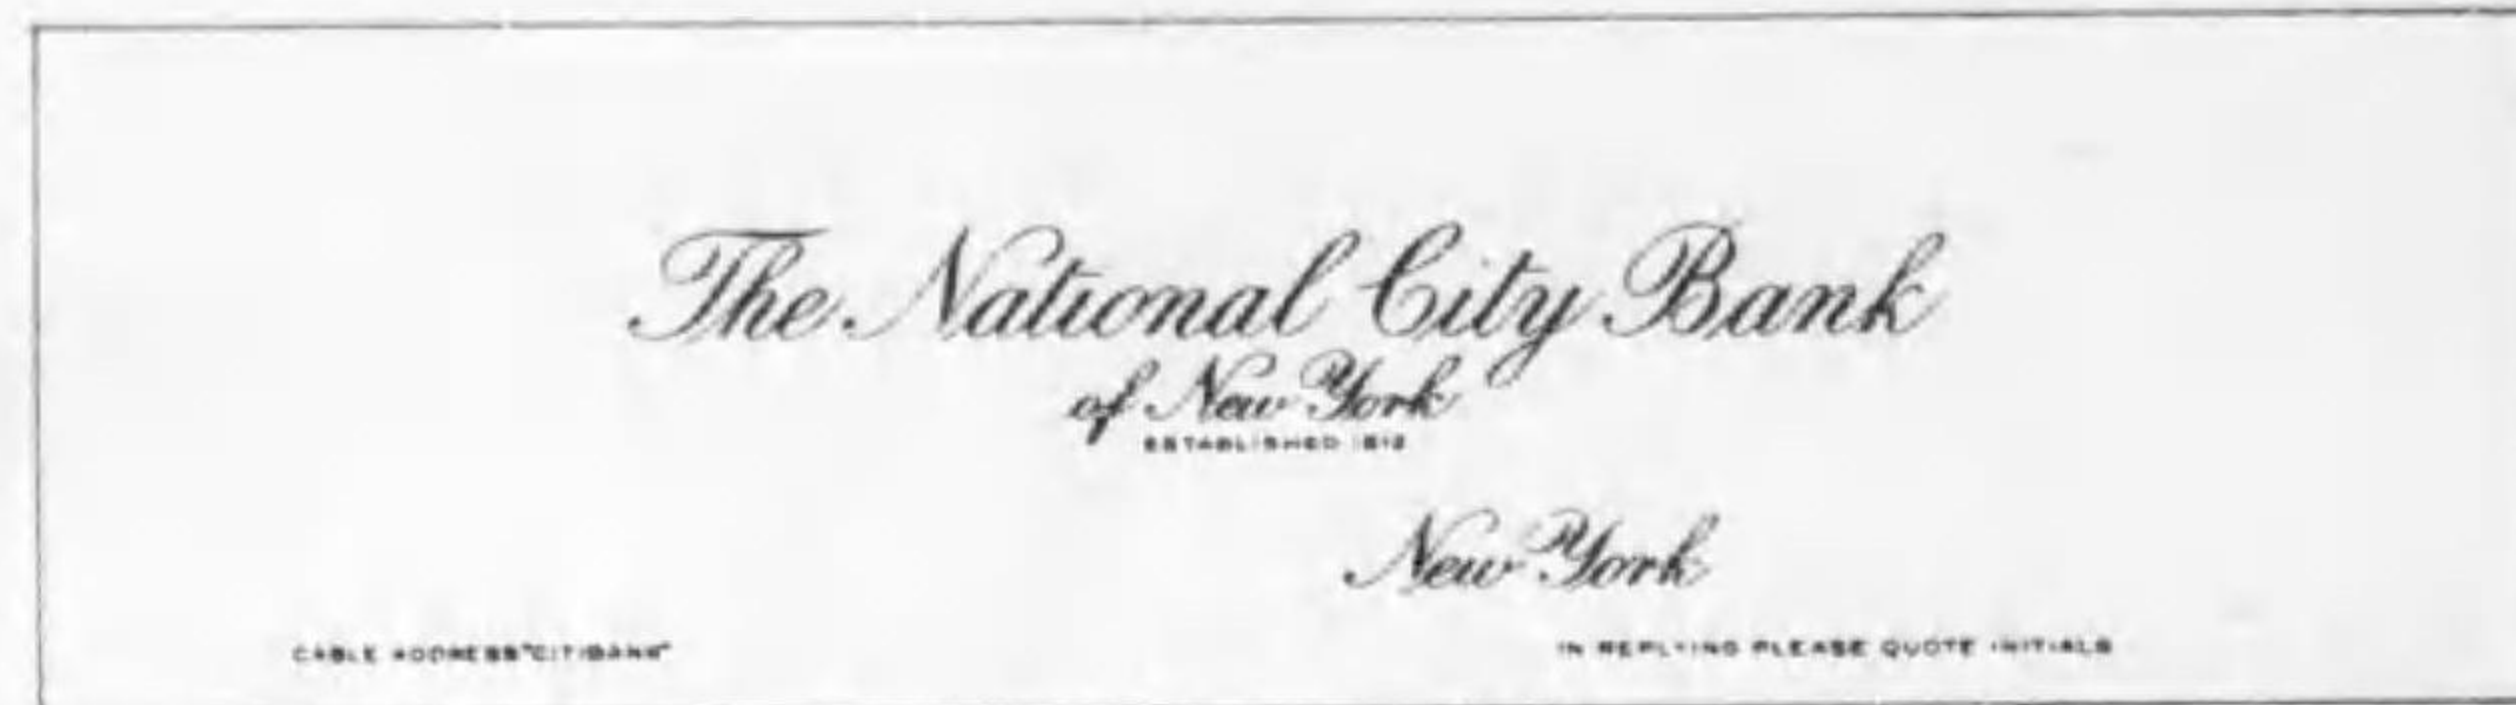 The National City Bank
of New York
ESTABLISHED 1812
New York
CABLE ADDRESS "CITIBANK"
IN REPLYING PLEASE QUOTE INITIALS